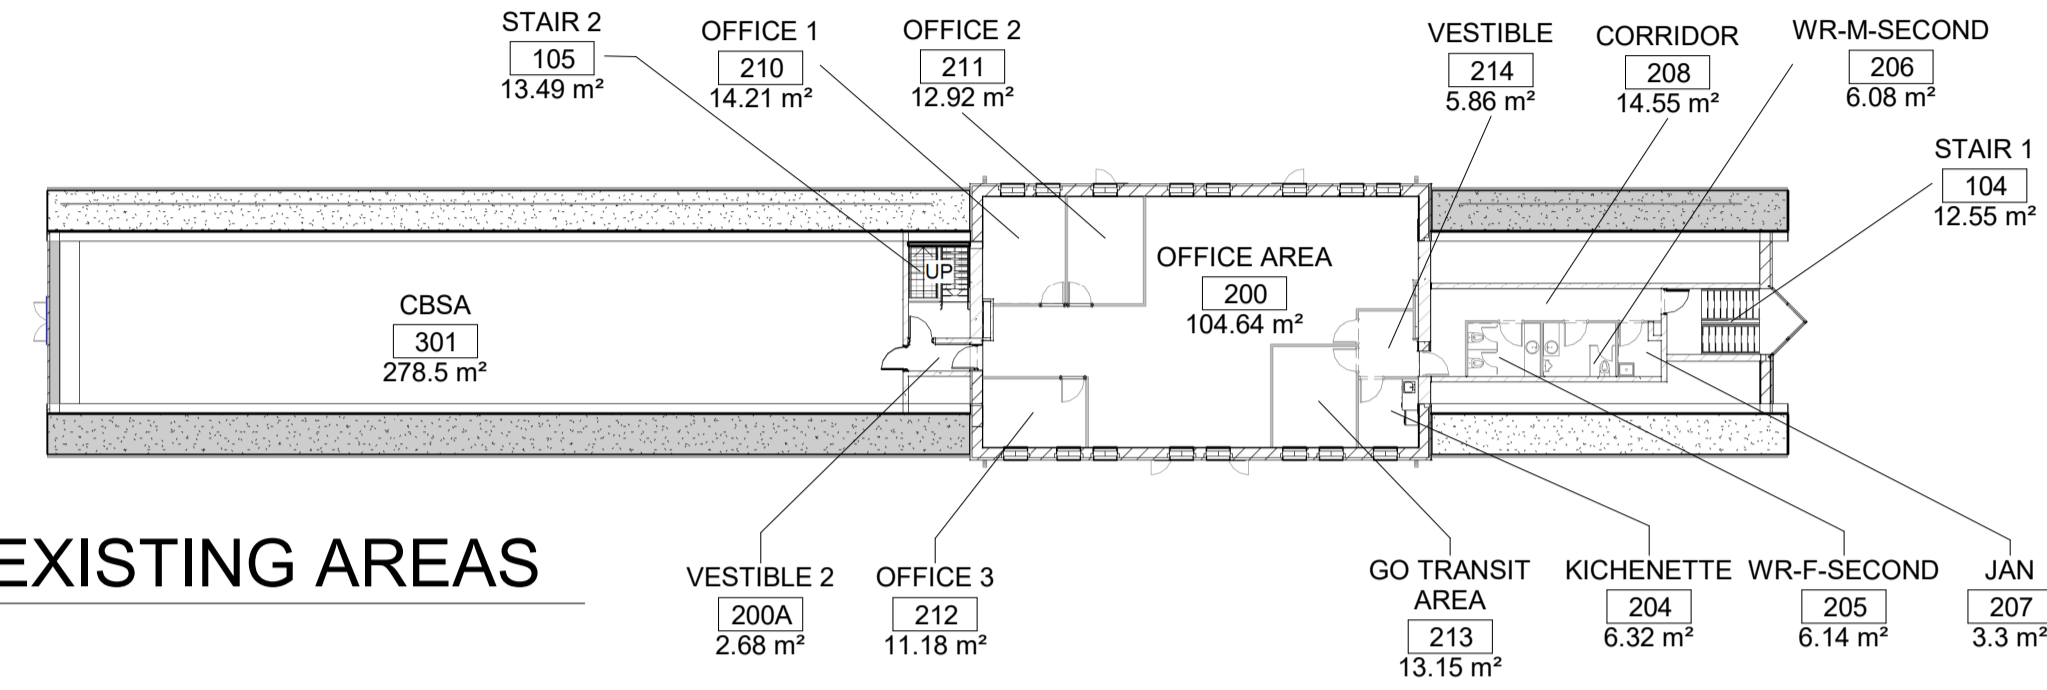 STAIR 2
105
13.49 m²
OFFICE 1
210
14.21 m²
OFFICE 2
211
12.92 m²
VESTIBLE
214
5.86 m²
CORRIDOR
208
14.55 m²
WR-M-SECOND
206
6.08 m²
STAIR 1
104
12.55 m²
UP
OFFICE AREA
200
104.64 m²
CBSA
301
278.5 m²
EXISTING AREAS
VESTIBLE 2
200A
2.68 m²
OFFICE 3
212
11.18 m²
GO TRANSIT
AREA
213
13.15 m²
KICHENETTE
204
6.32 m²
WR-F-SECOND
205
6.14 m²
JAN
207
3.3 m²